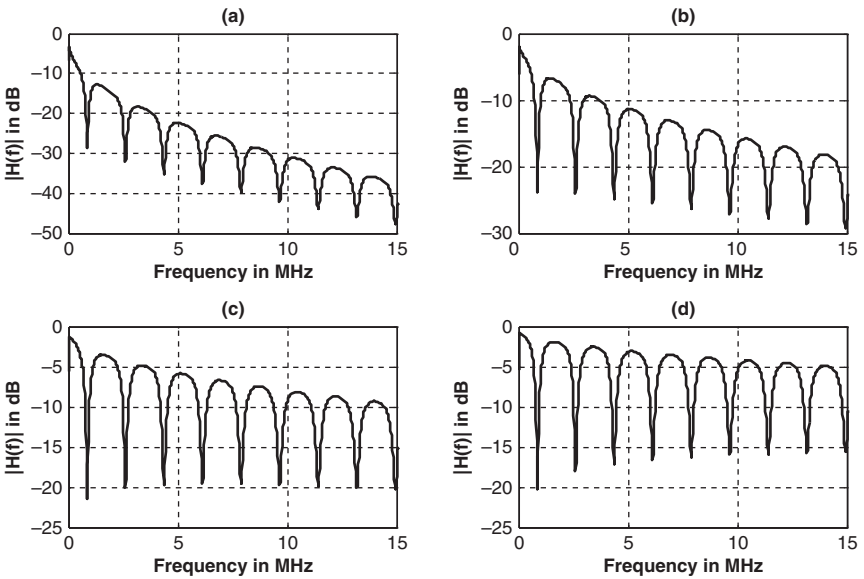 (a)
|H(f)| in dB
0
–10
–20
–30
–40
–50
0 5 10 15
Frequency in MHz
(b)
|H(f)| in dB
0
–10
–20
–30
0 5 10 15
Frequency in MHz
(c)
|H(f)| in dB
0
–5
–10
–15
–20
–25
0 5 10 15
Frequency in MHz
(d)
|H(f)| in dB
0
–5
–10
–15
–20
–25
0 5 10 15
Frequency in MHz